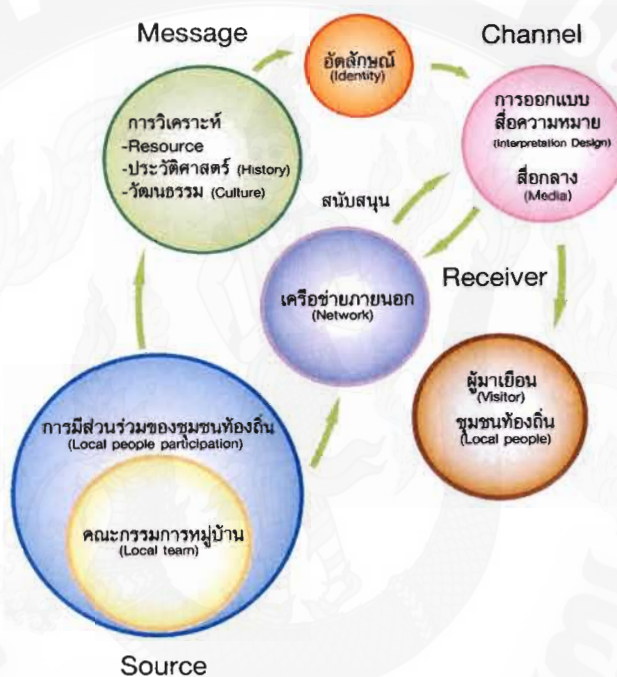 Message
การวิเคราะห์
-Resource
-ประวัติศาสตร์ (History)
-วัฒนธรรม (Culture)
อัตลักษณ์
(Identity)
Channel
การออกแบบ
สื่อความหมาย
(Interpretation Design)
สื่อกลาง
(Media)
สนับสนุน
เครือข่ายภายนอก
(Network)
Receiver
ผู้มาเยือน
(Visitor)
ชุมชนท้องถิ่น
(Local people)
การมีส่วนร่วมของชุมชนท้องถิ่น
(Local people participation)
คณะกรรมการหมู่บ้าน
(Local team)
Source